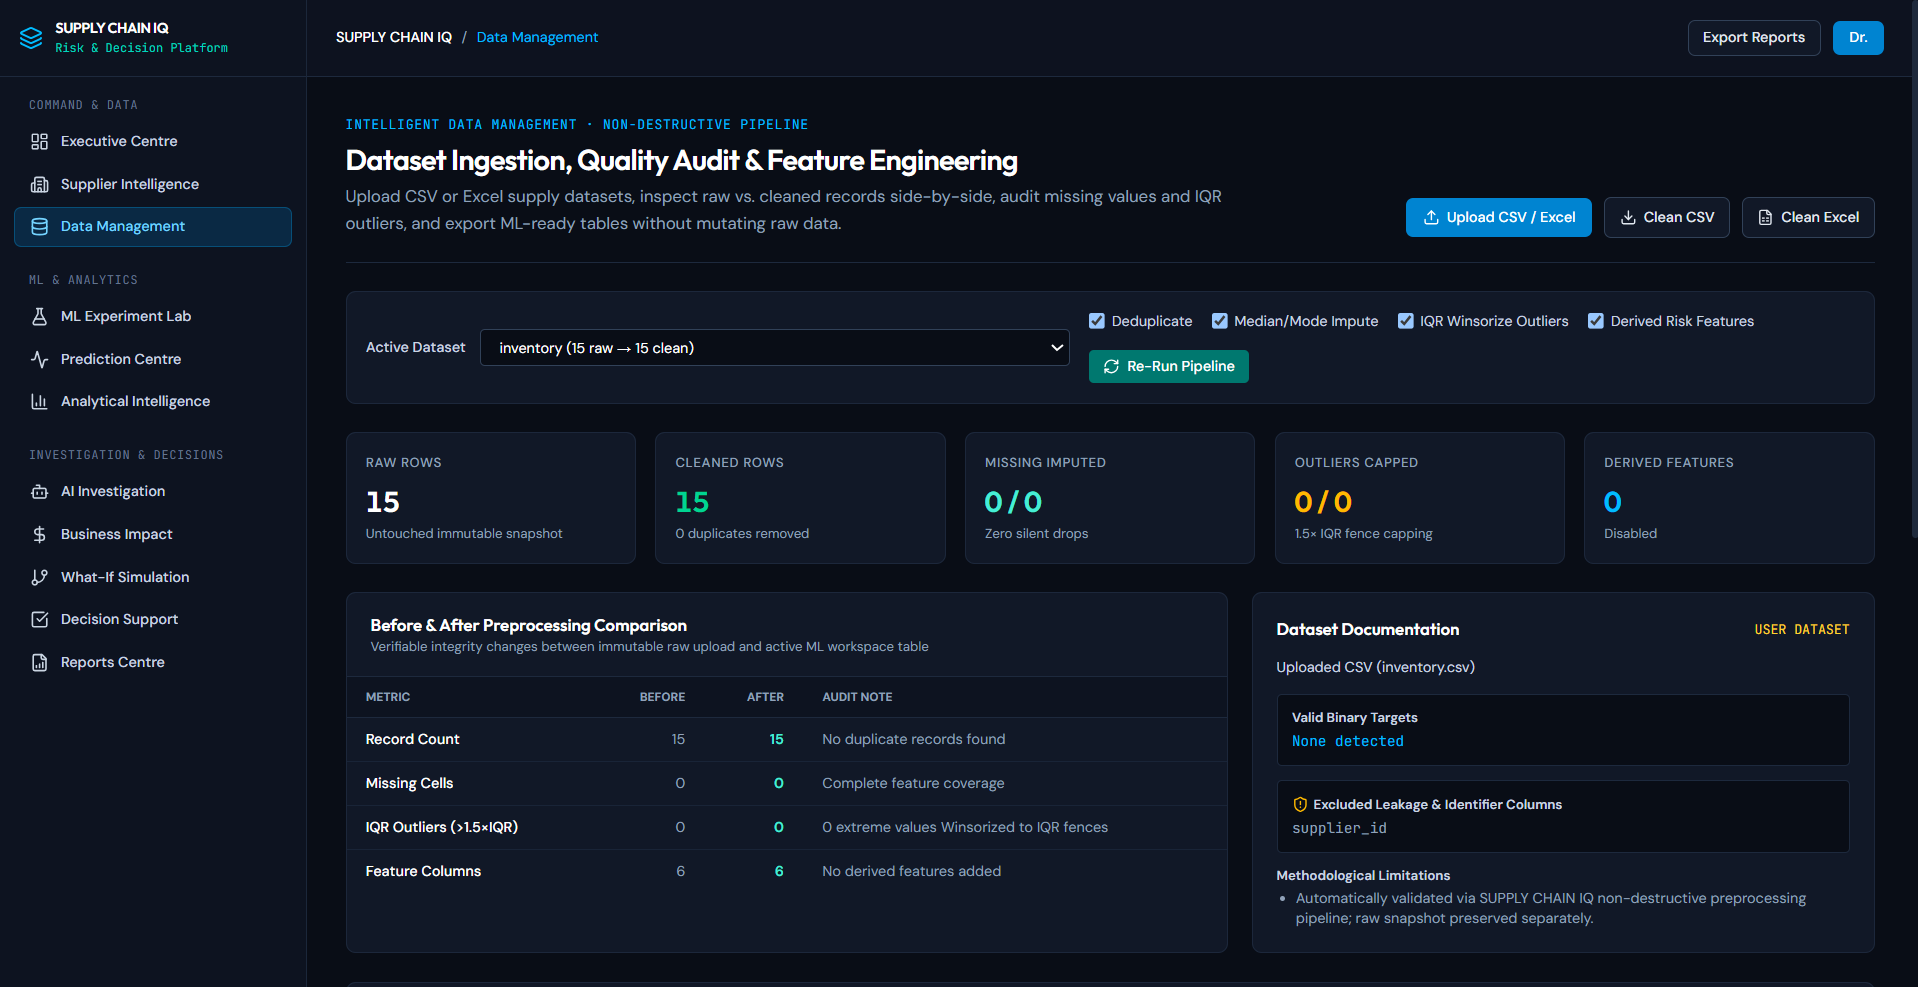 SUPPLY CHAIN IQ
Risk & Decision Platform
COMMAND & DATA
Executive Centre
Supplier Intelligence
Data Management
ML & ANALYTICS
ML Experiment Lab
Prediction Centre
Analytical Intelligence
INVESTIGATION & DECISIONS
AI Investigation
Business Impact
What-If Simulation
Decision Support
Reports Centre
SUPPLY CHAIN IQ / Data Management
Export Reports
Dr.
INTELLIGENT DATA MANAGEMENT · NON-DESTRUCTIVE PIPELINE
Dataset Ingestion, Quality Audit & Feature Engineering
Upload CSV or Excel supply datasets, inspect raw vs. cleaned records side-by-side, audit missing values and IQR
outliers, and export ML-ready tables without mutating raw data.
Upload CSV / Excel
Clean CSV
Clean Excel
Active Dataset
inventory (15 raw → 15 clean)
Deduplicate
Median/Mode Impute
IQR Winsorize Outliers
Derived Risk Features
Re-Run Pipeline
RAW ROWS
15
Untouched immutable snapshot
CLEANED ROWS
15
0 duplicates removed
MISSING IMPUTED
0 / 0
Zero silent drops
OUTLIERS CAPPED
0 / 0
1.5× IQR fence capping
DERIVED FEATURES
0
Disabled
Before & After Preprocessing Comparison
Verifiable integrity changes between immutable raw upload and active ML workspace table
METRIC BEFORE AFTER AUDIT NOTE
Record Count 15 15 No duplicate records found
Missing Cells 0 0 Complete feature coverage
IQR Outliers (>1.5×IQR) 0 0 0 extreme values Winsorized to IQR fences
Feature Columns 6 6 No derived features added
Dataset Documentation
USER DATASET
Uploaded CSV (inventory.csv)
Valid Binary Targets
None detected
Excluded Leakage & Identifier Columns
supplier_id
Methodological Limitations
• Automatically validated via SUPPLY CHAIN IQ non-destructive preprocessing
pipeline; raw snapshot preserved separately.